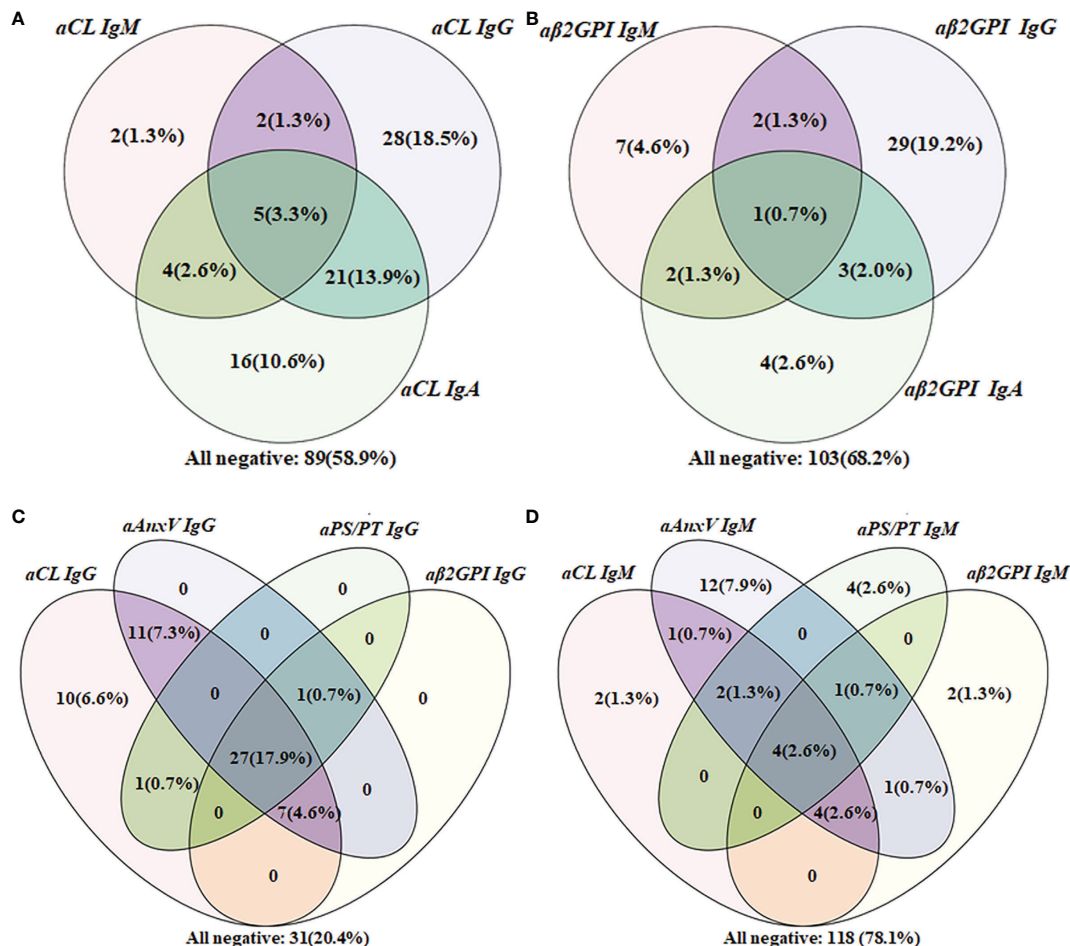 A
aCL IgM
aCL IgG
2(1.3%)
2(1.3%)
28(18.5%)
5(3.3%)
4(2.6%)
21(13.9%)
16(10.6%)
aCL IgA
All negative: 89(58.9%)
B
aβ2GPI IgM
aβ2GPI IgG
7(4.6%)
2(1.3%)
29(19.2%)
1(0.7%)
2(1.3%)
3(2.0%)
4(2.6%)
aβ2GPI IgA
All negative: 103(68.2%)
C
aAnxV IgG
aPS/PT IgG
aCL IgG
aβ2GPI IgG
0
0
11(7.3%)
0
0
10(6.6%)
0
1(0.7%)
0
27(17.9%)
1(0.7%)
0
7(4.6%)
0
0
All negative: 31(20.4%)
D
aAnxV IgM
aPS/PT IgM
aCL IgM
aβ2GPI IgM
12(7.9%)
4(2.6%)
1(0.7%)
0
0
2(1.3%)
2(1.3%)
1(0.7%)
2(1.3%)
4(2.6%)
0
0
4(2.6%)
1(0.7%)
0
All negative: 118 (78.1%)